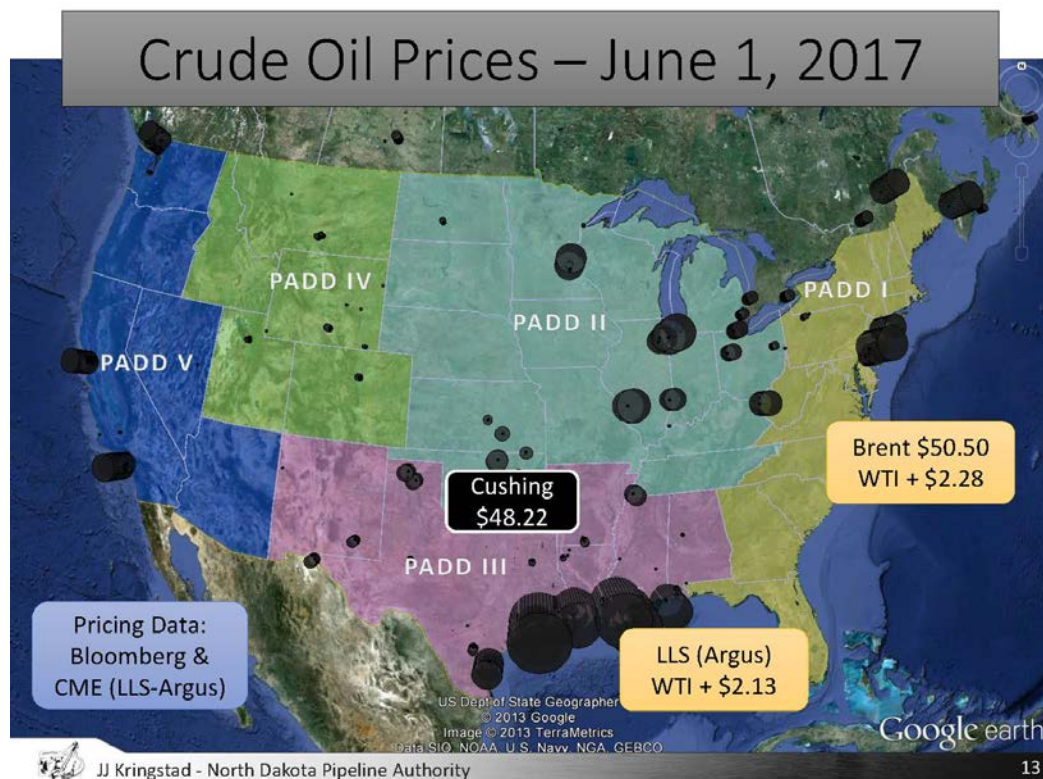 Crude Oil Prices – June 1, 2017
PADD IV
PADD I
PADD II
PADD V
Brent $50.50
WTI + $2.28
Cushing
$48.22
PADD III
Pricing Data:
Bloomberg &
CME (LLS-Argus)
LLS (Argus)
WTI + $2.13
US Dept of State Geographer
© 2013 Google
Image © 2013 TerraMetrics
Data SIO, NOAA, U.S. Navy, NGA, GEBCO
Google earth
JJ Kringstad - North Dakota Pipeline Authority
13